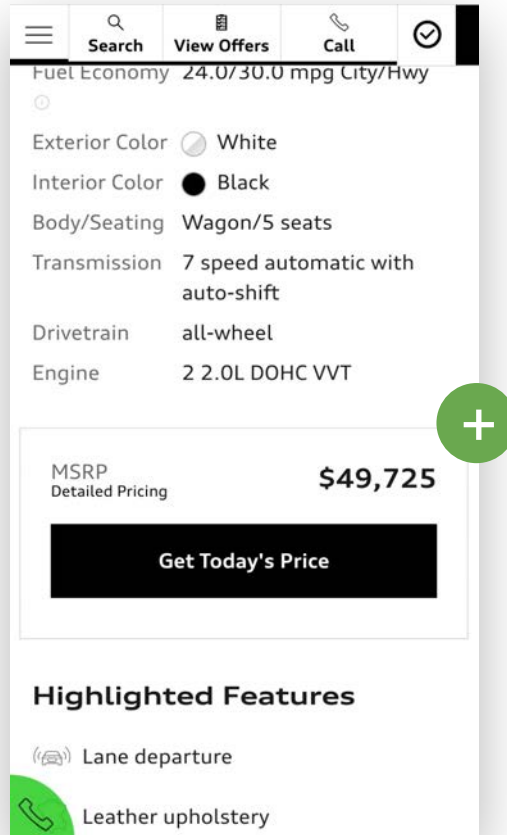 Search View Offers Call
Fuel Economy 24.0/30.0 mpg City/Hwy
Exterior Color White
Interior Color Black
Body/Seating Wagon/5 seats
Transmission 7 speed automatic with
auto-shift
Drivetrain all-wheel
Engine 2 2.0L DOHC VVT
MSRP $49,725
Detailed Pricing
Get Today's Price
Highlighted Features
Lane departure
Leather upholstery